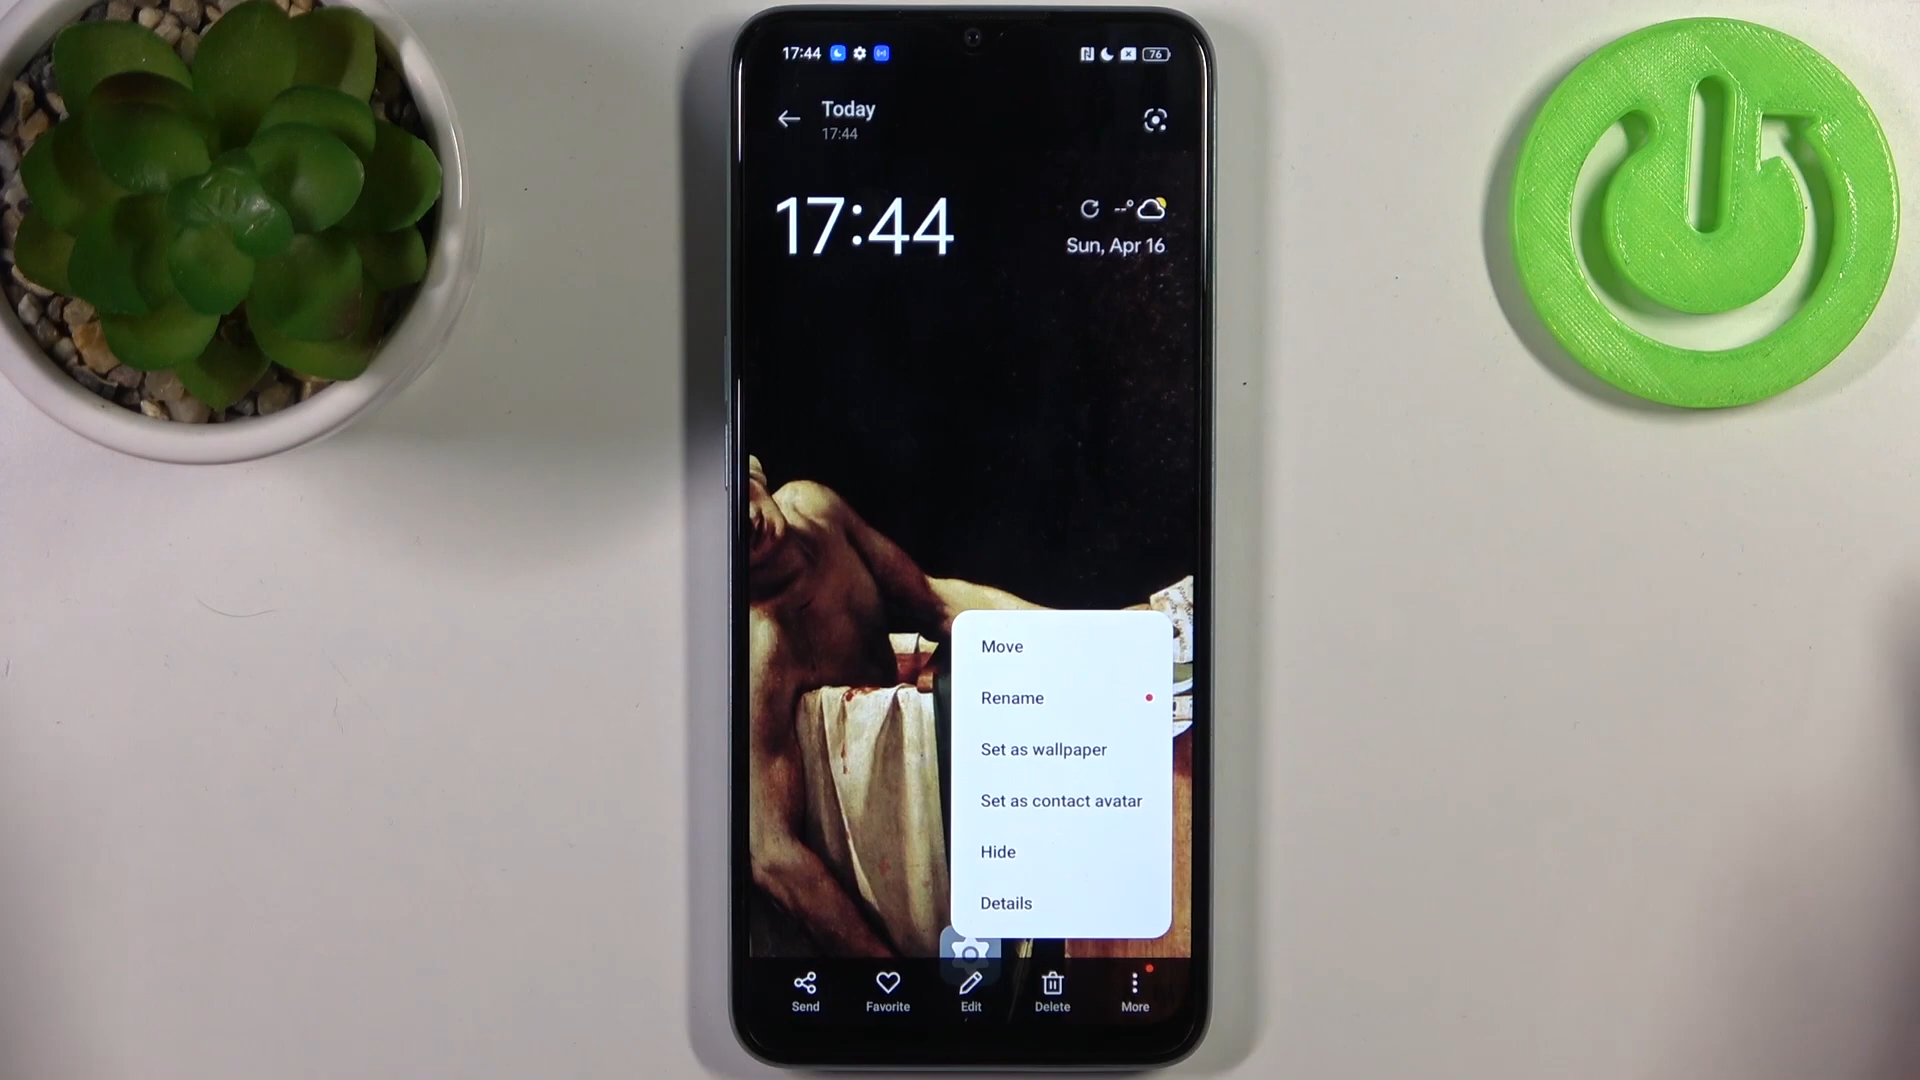 17:44
76
Today
17:44
17:44
--°
Sun, Apr 16
Move
Rename
Set as wallpaper
Set as contact avatar
Hide
Details
Send
Favorite
Edit
Delete
More